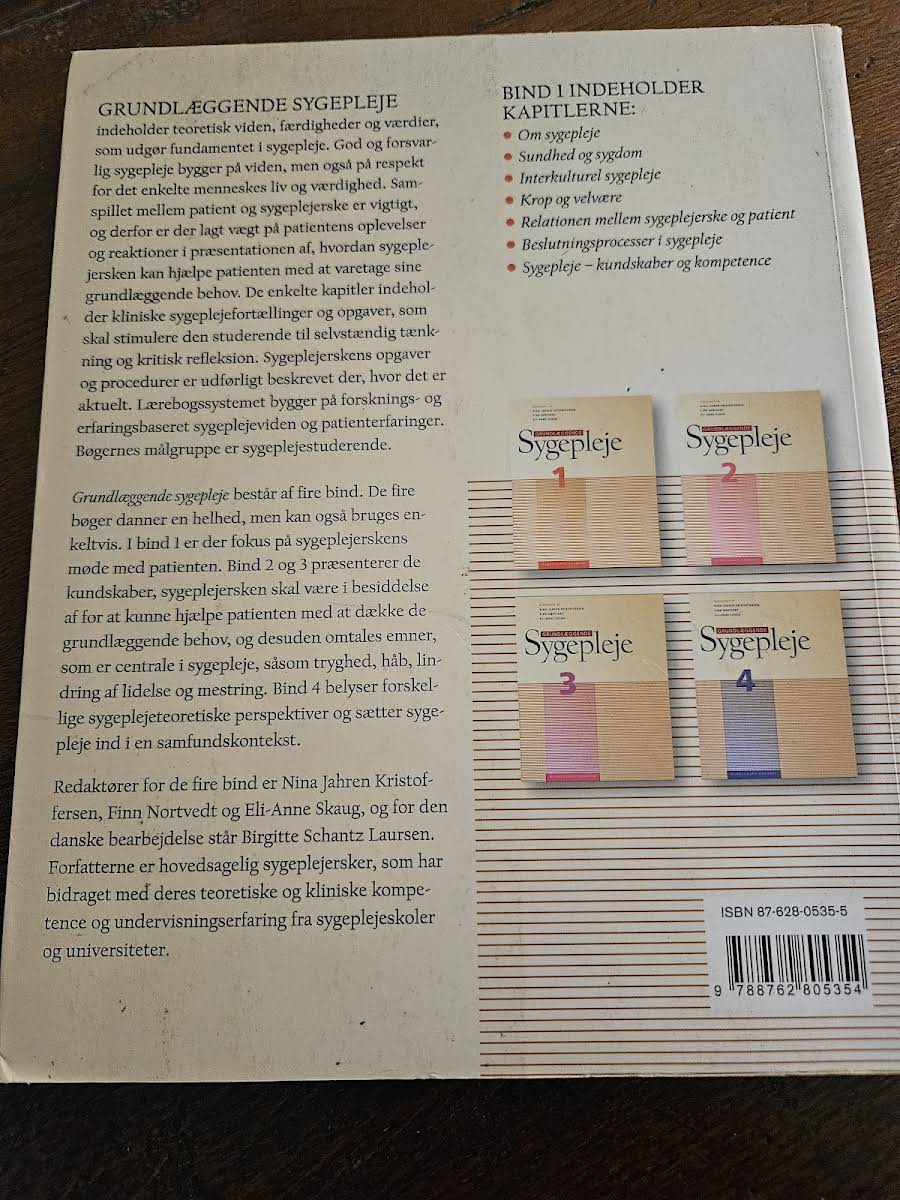 GRUNDLÆGGENDE SYGEPLEJE
indeholder teoretisk viden, færdigheder og værdier,
som udgør fundamentet i sygepleje. God og forsvar-
lig sygepleje bygger på viden, men også på respekt
for det enkelte menneskes liv og værdighed. Sam-
spillet mellem patient og sygeplejerske er vigtigt,
og derfor er der lagt vægt på patientens oplevelser
og reaktioner i præsentationen af, hvordan sygeple-
jersken kan hjælpe patienten med at varetage sine
grundlæggende behov. De enkelte kapitler indehol-
der kliniske sygeplejefortællinger og opgaver, som
skal stimulere den studerende til selvstændig tænk-
ning og kritisk refleksion. Sygeplejerskens opgaver
og procedurer er udførligt beskrevet der, hvor det er
aktuelt. Lærebogssystemet bygger på forsknings- og
erfaringsbaseret sygeplejeviden og patienterfaringer.
Bøgernes målgruppe er sygeplejestuderende.
Grundlæggende sygepleje består af fire bind. De fire
bøger danner en helhed, men kan også bruges en-
keltvis. I bind 1 er der fokus på sygeplejerskens
møde med patienten. Bind 2 og 3 præsenterer de
kundskaber, sygeplejersken skal være i besiddelse
af for at kunne hjælpe patienten med at dække de
grundlæggende behov, og desuden omtales emner,
som er centrale i sygepleje, såsom tryghed, håb, lin-
dring af lidelse og mestring. Bind 4 belyser forskel-
lige sygeplejeteoretiske perspektiver og sætter syge-
pleje ind i en samfundskontekst.
Redaktører for de fire bind er Nina Jahren Kristof-
fersen, Finn Nortvedt og Eli-Anne Skaug, og for den
danske bearbejdelse står Birgitte Schantz Laursen.
Forfatterne er hovedsagelig sygeplejersker, som har
bidraget med deres teoretiske og kliniske kompe-
tence og undervisningserfaring fra sygeplejeskoler
og universiteter.
BIND 1 INDEHOLDER
KAPITLERNE:
• Om sygepleje
• Sundhed og sygdom
• Interkulturel sygepleje
• Krop og velvære
• Relationen mellem sygeplejerske og patient
• Beslutningsprocesser i sygepleje
• Sygepleje – kundskaber og kompetence
GRUNDLÆGGENDE
Sygepleje
1
GRUNDLÆGGENDE
Sygepleje
2
GRUNDLÆGGENDE
Sygepleje
3
GRUNDLÆGGENDE
Sygepleje
4
ISBN 87-628-0535-5
9 788762 805354